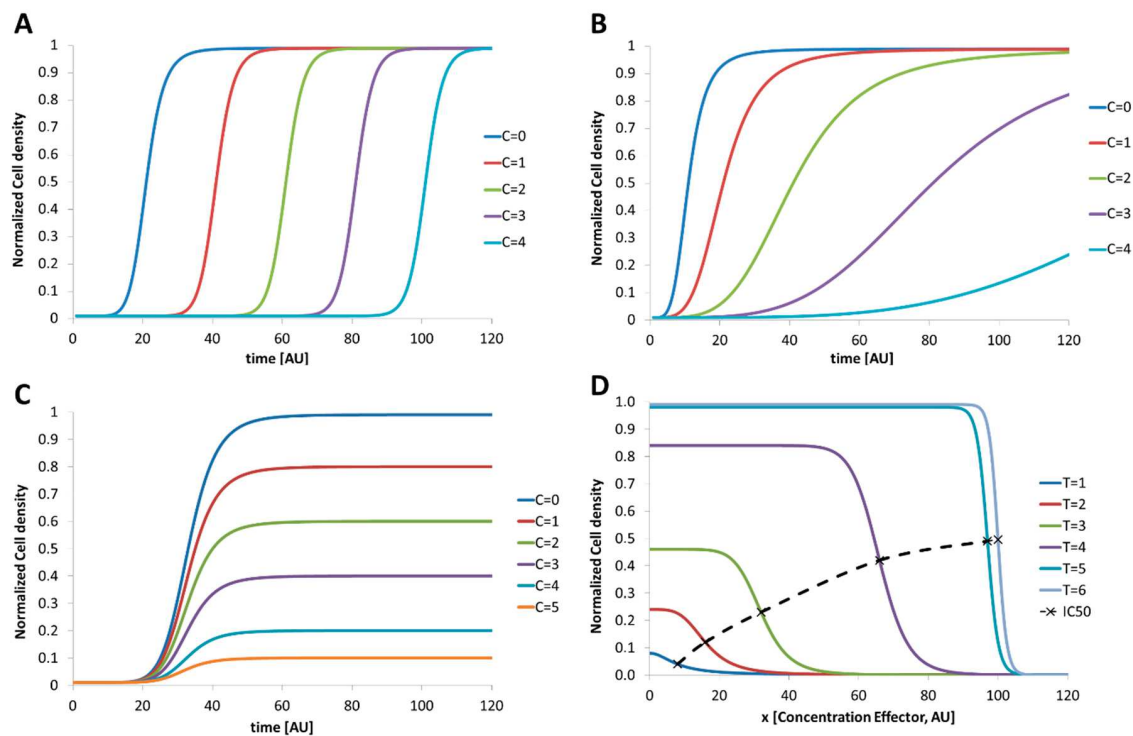 A
Normalized Cell density
1
0.9
0.8
0.7
0.6
0.5
0.4
0.3
0.2
0.1
0
0 20 40 60 80 100 120
time [AU]
C=0
C=1
C=2
C=3
C=4
B
Normalized Cell density
1
0.9
0.8
0.7
0.6
0.5
0.4
0.3
0.2
0.1
0
0 20 40 60 80 100 120
time [AU]
C=0
C=1
C=2
C=3
C=4
C
Normalized Cell density
1
0.9
0.8
0.7
0.6
0.5
0.4
0.3
0.2
0.1
0
0 20 40 60 80 100 120
time [AU]
C=0
C=1
C=2
C=3
C=4
C=5
D
Normalized Cell density
1.0
0.9
0.8
0.7
0.6
0.5
0.4
0.3
0.2
0.1
0.0
0 20 40 60 80 100 120
x [Concentration Effector, AU]
T=1
T=2
T=3
T=4
T=5
T=6
IC50